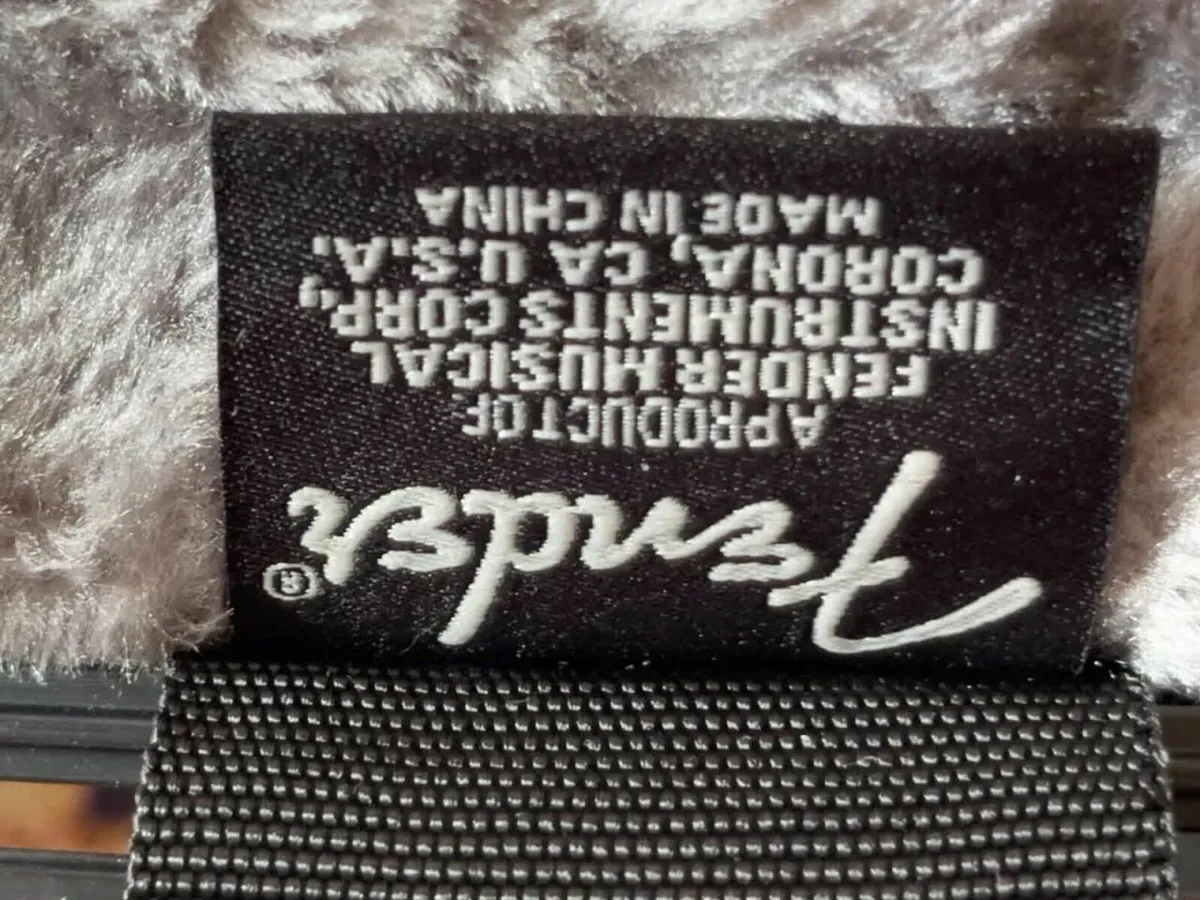 Fender®
A PRODUCT OF
FENDER MUSICAL
INSTRUMENTS CORP.,
CORONA, CA U.S.A.
MADE IN CHINA